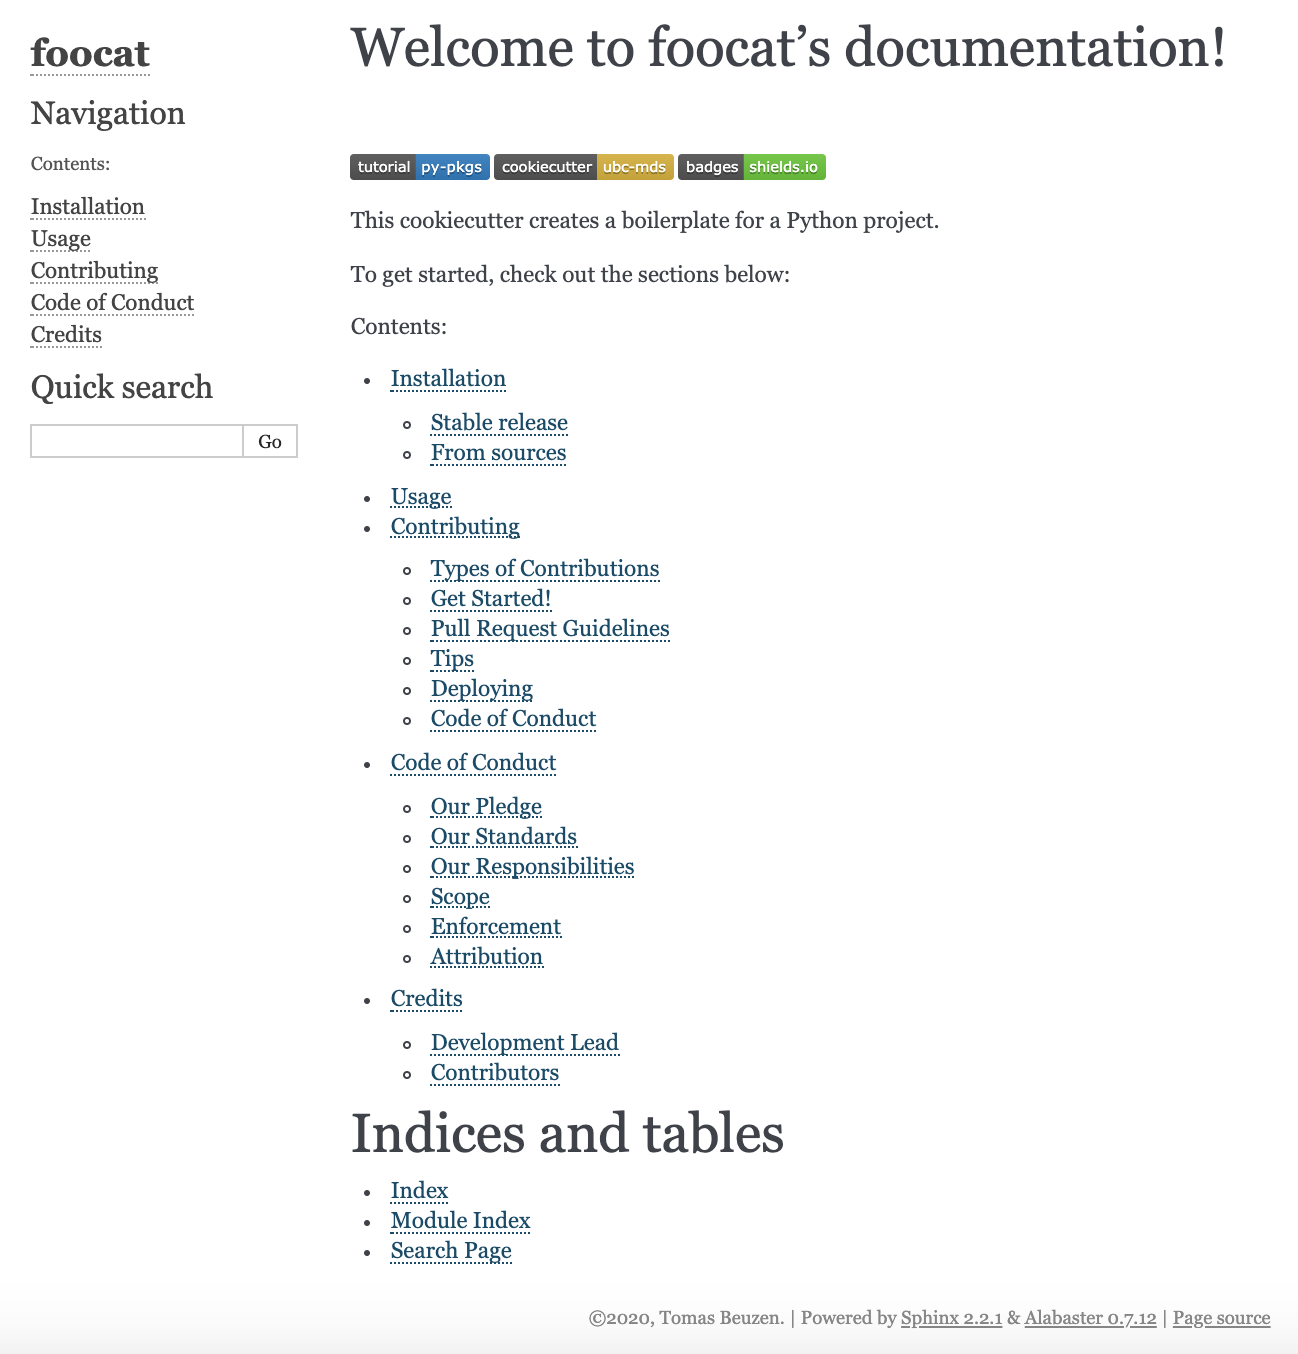 foocat
Navigation
Contents:
Installation
Usage
Contributing
Code of Conduct
Credits
Quick search
Go
Welcome to foocat’s documentation!
tutorial py-pkgs cookiecutter ubc-mds badges shields.io
This cookiecutter creates a boilerplate for a Python project.
To get started, check out the sections below:
Contents:
Installation
Stable release
From sources
Usage
Contributing
Types of Contributions
Get Started!
Pull Request Guidelines
Tips
Deploying
Code of Conduct
Code of Conduct
Our Pledge
Our Standards
Our Responsibilities
Scope
Enforcement
Attribution
Credits
Development Lead
Contributors
Indices and tables
Index
Module Index
Search Page
©2020, Tomas Beuzen. | Powered by Sphinx 2.2.1 & Alabaster 0.7.12 | Page source